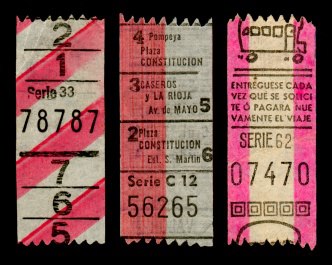 2
1
Serie 33
78787
7
6
5
4 Pompeya
Plaza
CONSTITUCION
3 CASEROS
y LA RIOJA
Av. de MAYO 5
2 Plaza
CONSTITUCION
Est. S. Martin 6
Serie C 12
56265
ENTRÉGUESE CADA
VEZ QUE SE SOLICI
TE Ó PAGARA NUE
VAMENTE EL VIAJE
SERIE 62
07470